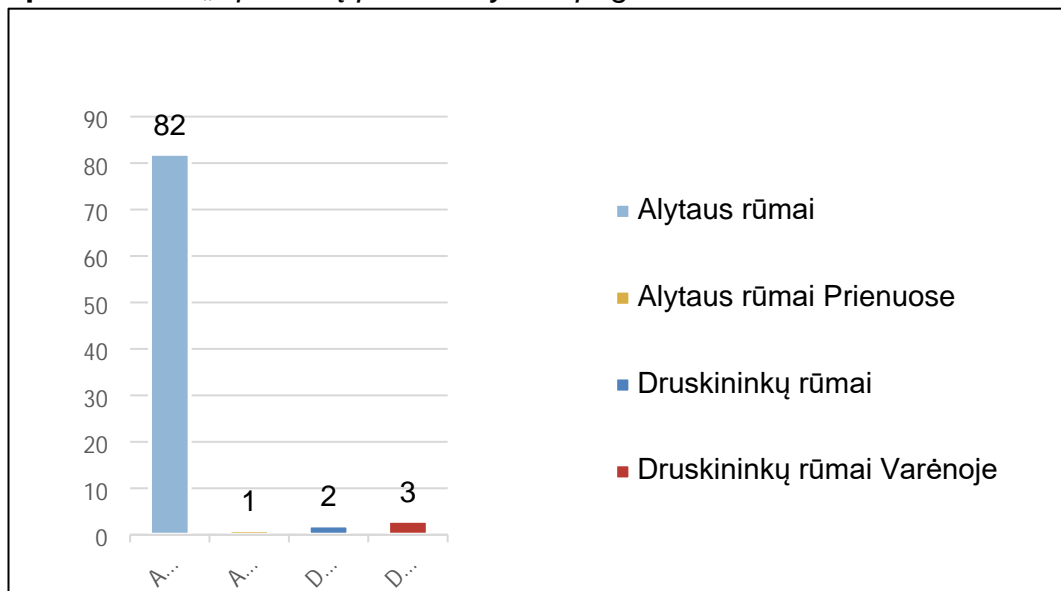 90
82
80
70
60
50
40
30
20
10
1
2
3
0
A...
A...
D...
D...
Alytaus rūmai
Alytaus rūmai Prienuose
Druskininkų rūmai
Druskininkų rūmai Varėnoje